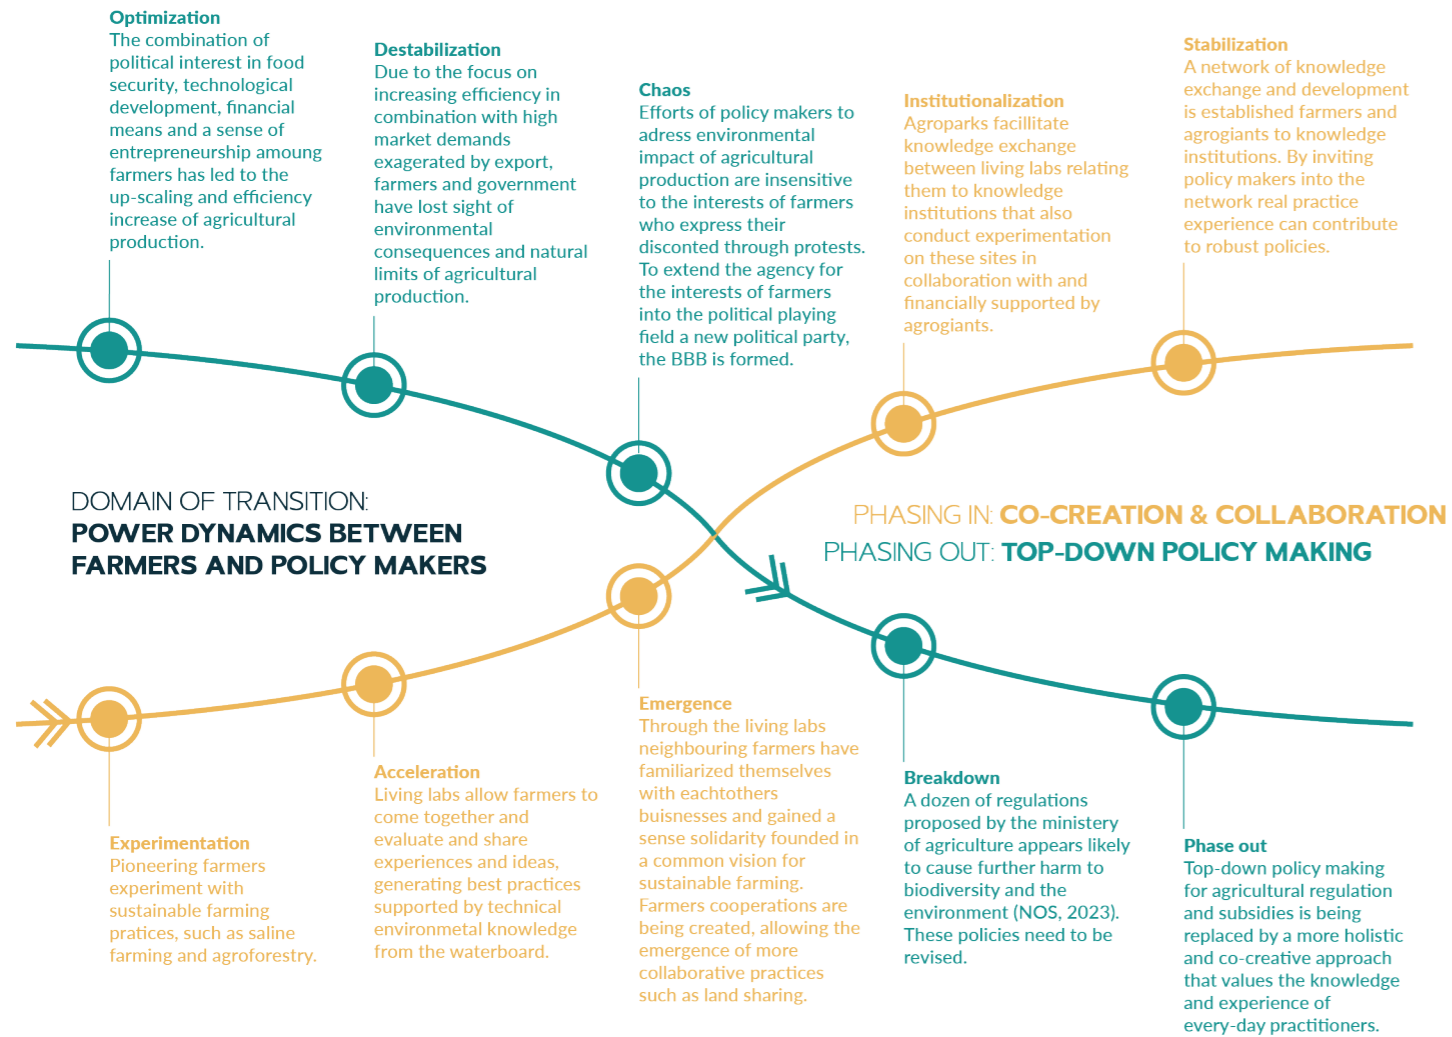 Optimization
The combination of
political interest in food
security, technological
development, financial
means and a sense of
entrepreneurship amoung
farmers has led to the
up-scaling and efficiency
increase of agricultural
production.
Destabilization
Due to the focus on
increasing efficiency in
combination with high
market demands
exagerated by export,
farmers and government
have lost sight of
environmental
consequences and natural
limits of agricultural
production.
Chaos
Efforts of policy makers to
adress environmental
impact of agricultural
production are insensitive
to the interests of farmers
who express their
disconted through protests.
To extend the agency for
the interests of farmers
into the political playing
field a new political party,
the BBB is formed.
Institutionalization
Agroparks facillitate
knowledge exchange
between living labs relating
them to knowledge
institutions that also
conduct experimentation
on these sites in
collaboration with and
financially supported by
agrogiants.
Stabilization
A network of knowledge
exchange and development
is established farmers and
agrogiants to knowledge
institutions. By inviting
policy makers into the
network real practice
experience can contribute
to robust policies.
DOMAIN OF TRANSITION:
POWER DYNAMICS BETWEEN
FARMERS AND POLICY MAKERS
PHASING IN: CO-CREATION & COLLABORATION
PHASING OUT: TOP-DOWN POLICY MAKING
Experimentation
Pioneering farmers
experiment with
sustainable farming
pratices, such as saline
farming and agroforestry.
Acceleration
Living labs allow farmers to
come together and
evaluate and share
experiences and ideas,
generating best practices
supported by technical
environmetal knowledge
from the waterboard.
Emergence
Through the living labs
neighbouring farmers have
familiarized themselves
with eachtothers
buisnesses and gained a
sense solidarity founded in
a common vision for
sustainable farming.
Farmers cooperations are
being created, allowing the
emergence of more
collaborative practices
such as land sharing.
Breakdown
A dozen of regulations
proposed by the ministery
of agriculture appears likely
to cause further harm to
biodiversity and the
environment (NOS, 2023).
These policies need to be
revised.
Phase out
Top-down policy making
for agricultural regulation
and subsidies is being
replaced by a more holistic
and co-creative approach
that values the knowledge
and experience of
every-day practitioners.